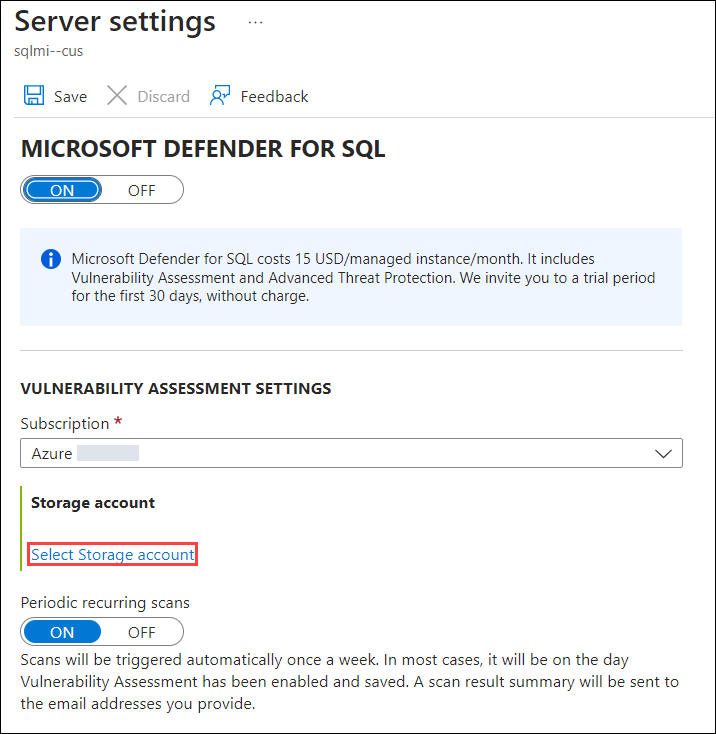 Server settings ...
sqlmi--cus
Save Discard Feedback
MICROSOFT DEFENDER FOR SQL
ON OFF
Microsoft Defender for SQL costs 15 USD/managed instance/month. It includes
Vulnerability Assessment and Advanced Threat Protection. We invite you to a trial period
for the first 30 days, without charge.
VULNERABILITY ASSESSMENT SETTINGS
Subscription *
Azure
Storage account
Select Storage account
Periodic recurring scans
ON OFF
Scans will be triggered automatically once a week. In most cases, it will be on the day
Vulnerability Assessment has been enabled and saved. A scan result summary will be sent to
the email addresses you provide.